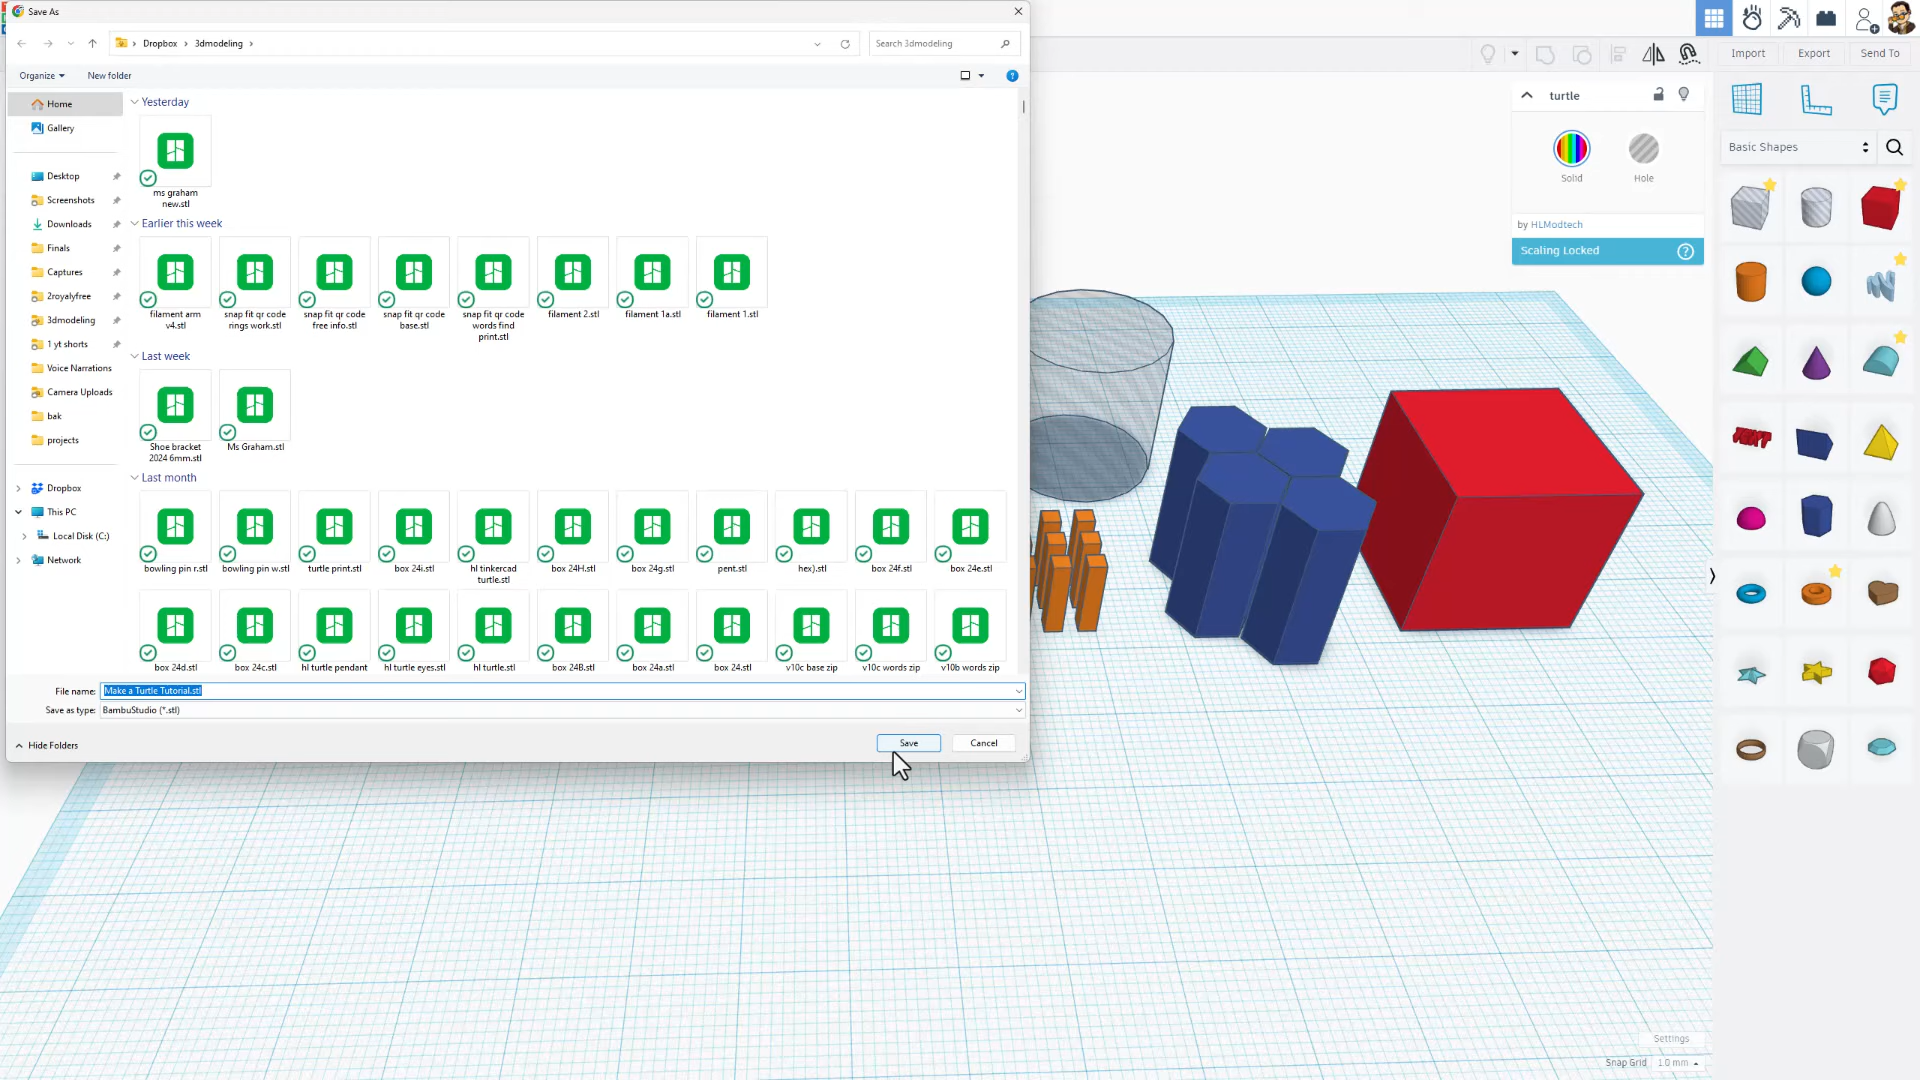 Save As
Dropbox
3dmodeling
Search 3dmodeling
Organize
New folder
Home
Gallery
Desktop
Screenshots
Downloads
Finals
Captures
2royalyfree
3dmodeling
1 yt shorts
Voice Narrations
Camera Uploads
bak
projects
Dropbox
This PC
Local Disk (C:)
Network
Yesterday
ms graham
new.stl
Earlier this week
filament arm
v4.stl
snap fit qr code
rings work.stl
snap fit qr code
free info.stl
snap fit qr code
base.stl
snap fit qr code
words find
print.stl
filament 2.stl
filament 1a.stl
filament 1.stl
Last week
Shoe bracket
2024 6mm.stl
Ms Graham.stl
Last month
bowling pin r.stl
bowling pin w.stl
turtle print.stl
box 24i.stl
hl tinkercad
turtle.stl
box 24H.stl
box 24g.stl
pent.stl
hex).stl
box 24f.stl
box 24e.stl
box 24d.stl
box 24c.stl
hl turtle pendant
hl turtle eyes.stl
hl turtle.stl
box 24B.stl
box 24a.stl
box 24.stl
v10c base zip
v10c words zip
v10b words zip
File name:
Make a Turtle Tutorial.stl
Save as type:
BambuStudio (*.stl)
Hide Folders
Save
Cancel
Import
Export
Send To
turtle
Solid
Hole
by HLModtech
Scaling Locked
Basic Shapes
TEXT
Settings
Snap Grid
1.0 mm